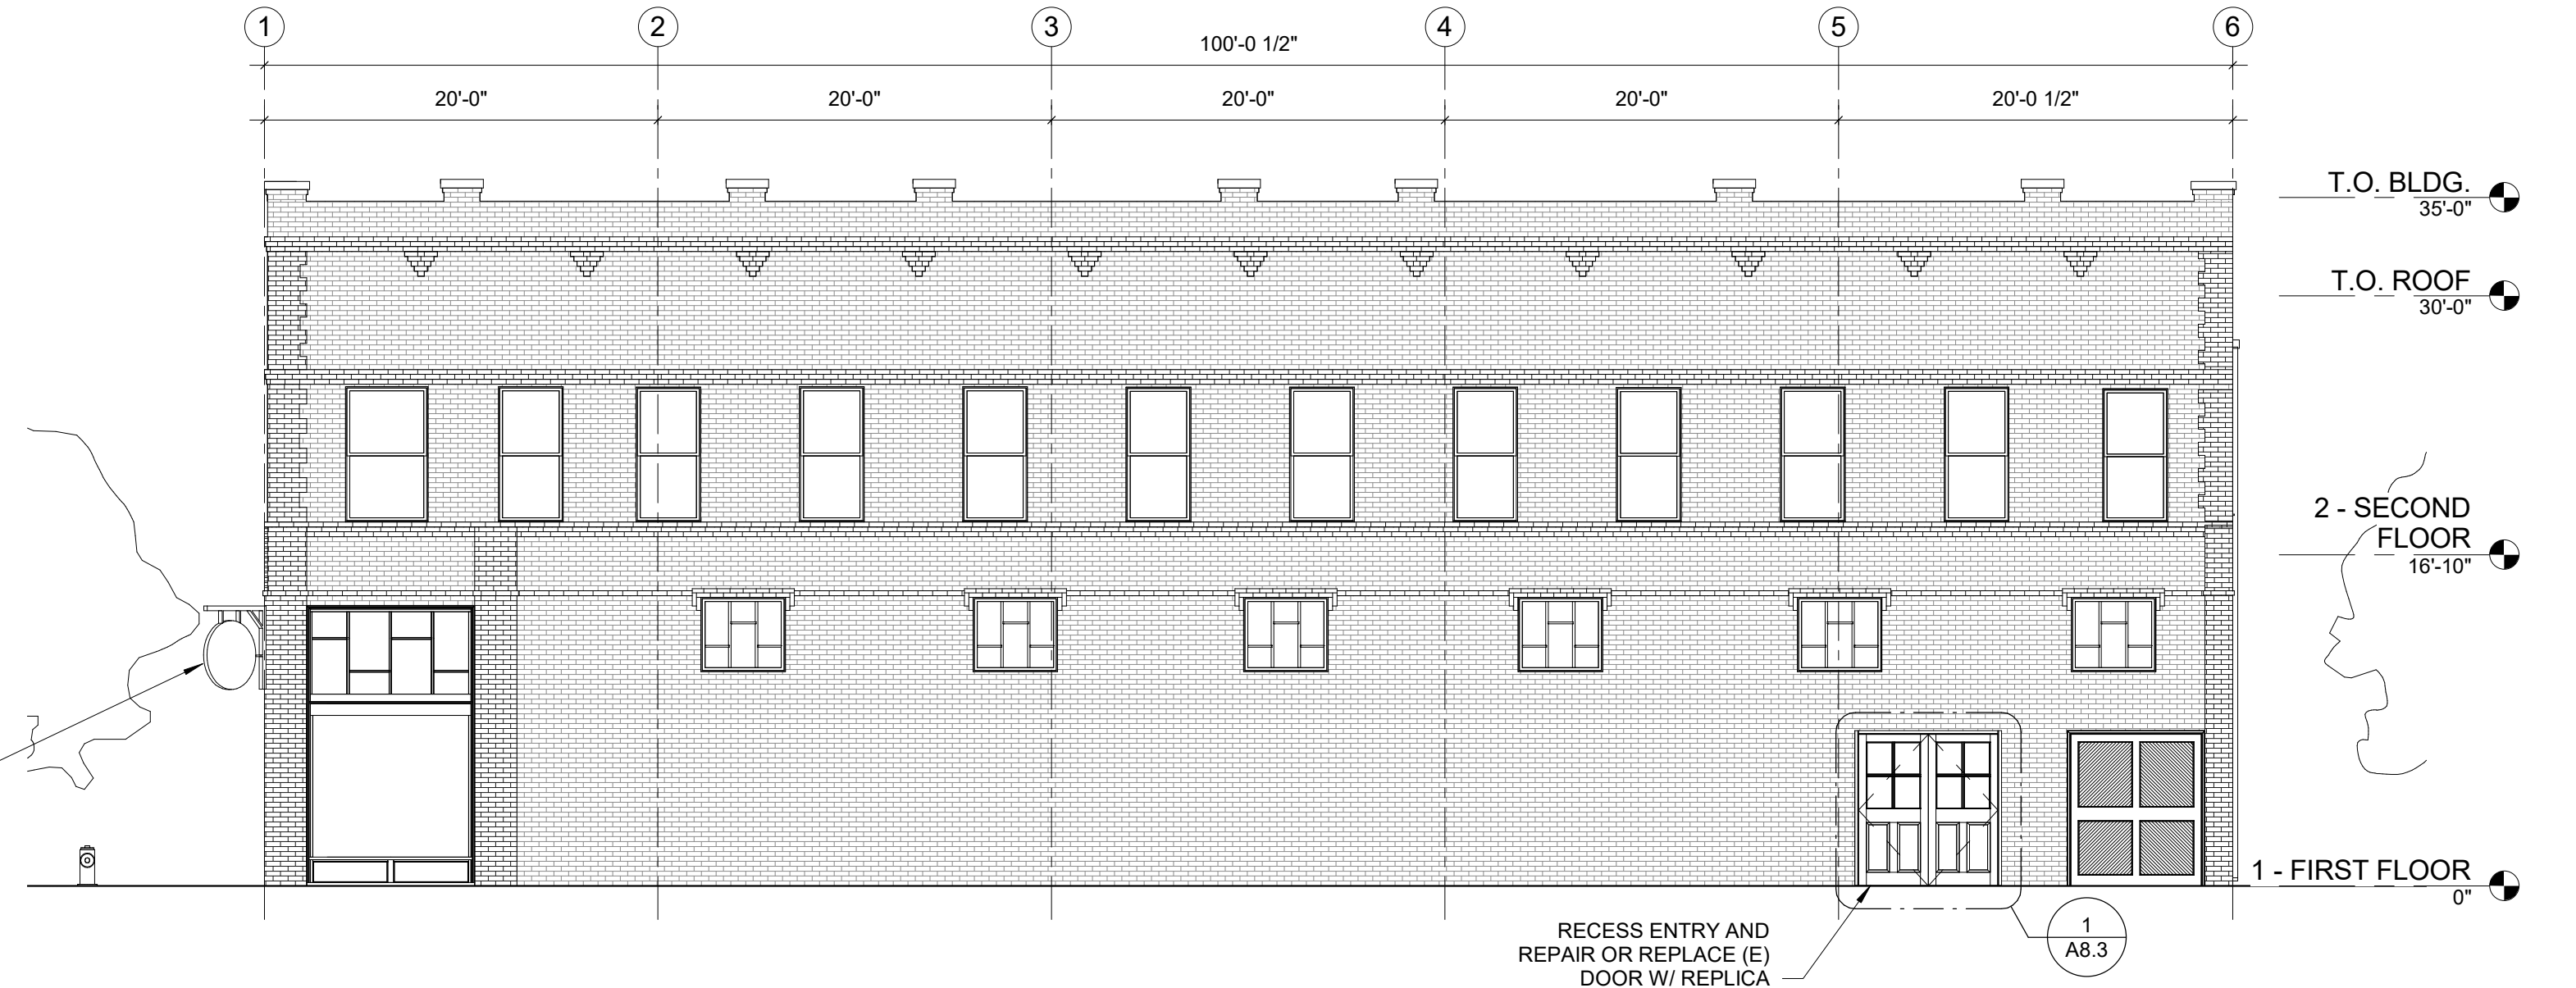 1 2 3 4 5 6
100'-0 1/2"
20'-0" 20'-0" 20'-0" 20'-0" 20'-0 1/2"
T.O. BLDG.
35'-0"
T.O. ROOF
30'-0"
2 - SECOND
FLOOR
16'-10"
1 - FIRST FLOOR
0"
RECESS ENTRY AND
REPAIR OR REPLACE (E)
DOOR W/ REPLICA
1
A8.3